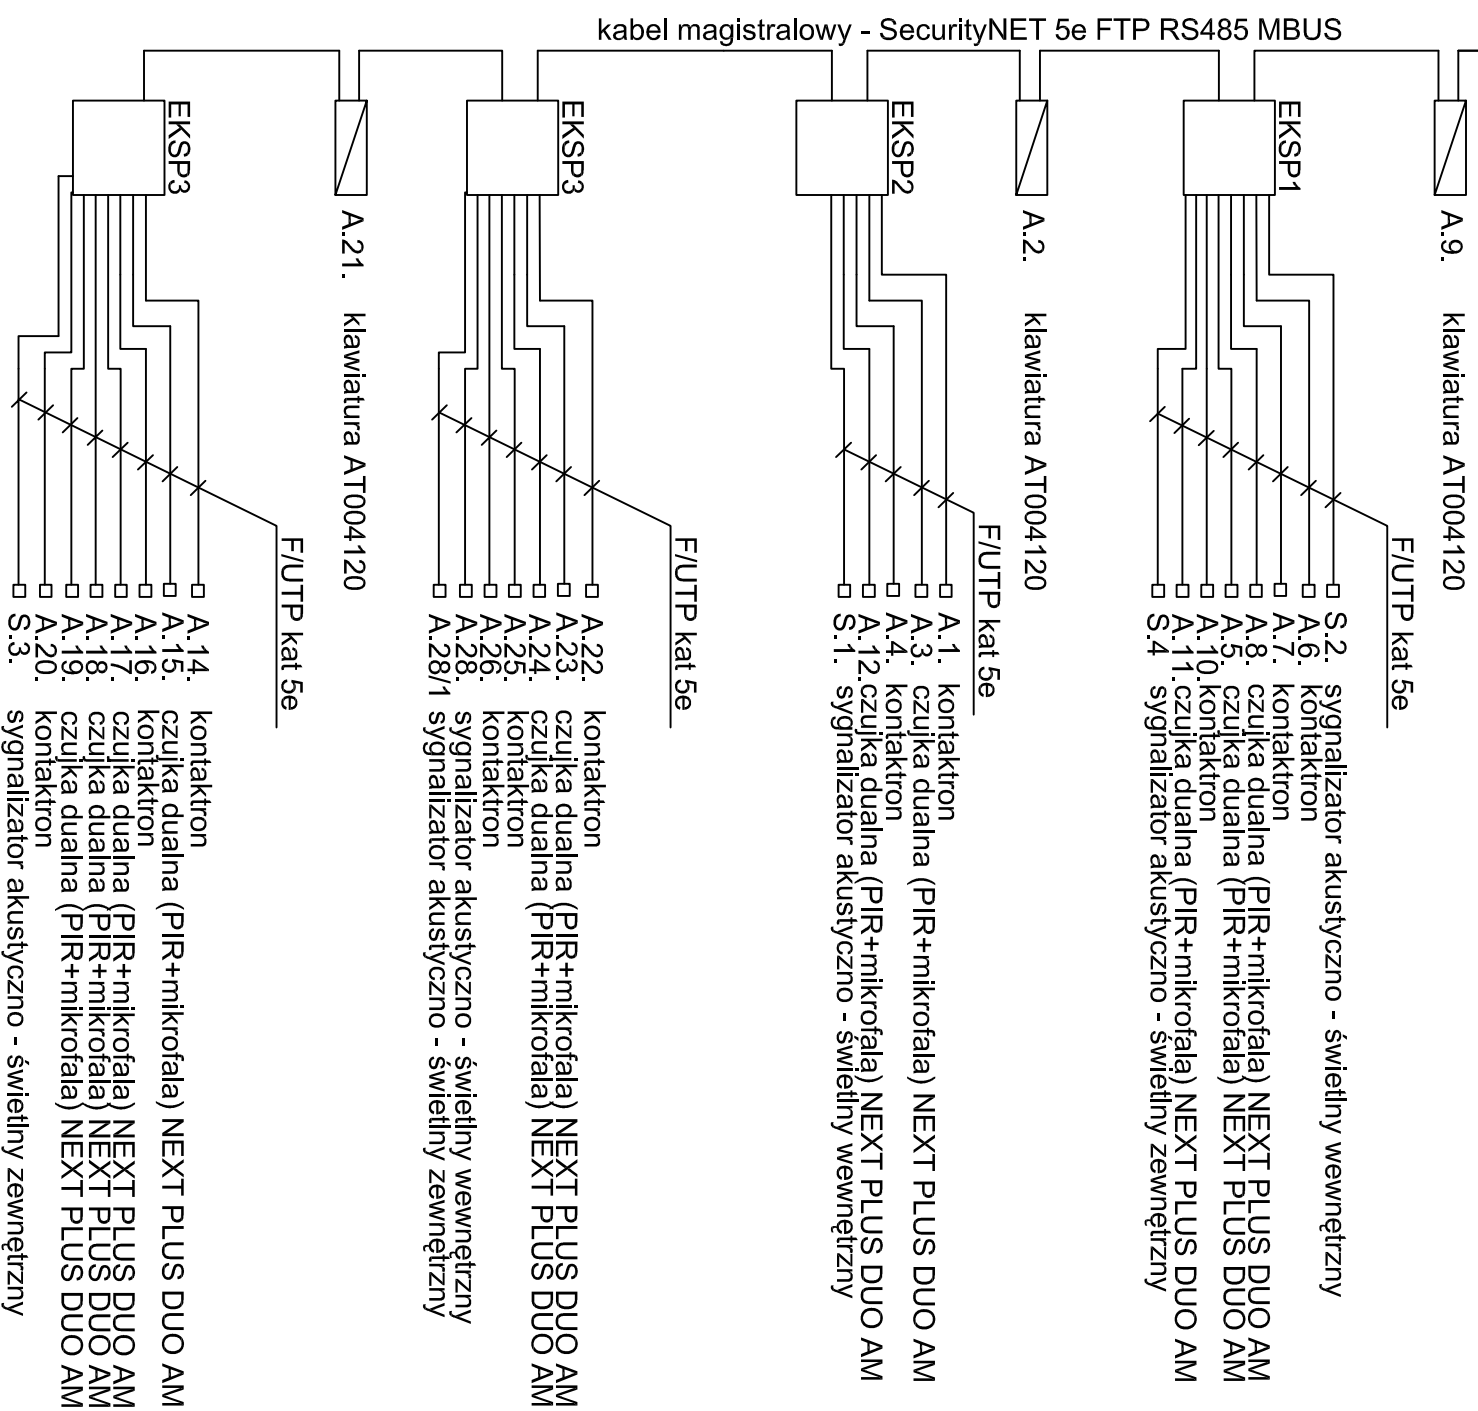 kabel magistralowy - SecurityNET 5e FTP RS485 MBUS
A.9. klawiatura AT004120
EKSP1
F/UTP kat 5e
S.2. sygnalizator akustyczno - świetlny wewnętrzny
A.6. kontaktron
A.7. kontaktron
A.8. czujka dualna (PIR+mikrofala) NEXT PLUS DUO AM
A.5. czujka dualna (PIR+mikrofala) NEXT PLUS DUO AM
A.10. kontaktron
A.11. czujka dualna (PIR+mikrofala) NEXT PLUS DUO AM
S.4 sygnalizator akustyczno - świetlny zewnętrzny
A.2. klawiatura AT004120
EKSP2
F/UTP kat 5e
A.1. kontaktron
A.3. czujka dualna (PIR+mikrofala) NEXT PLUS DUO AM
A.4. kontaktron
A.12. czujka dualna (PIR+mikrofala) NEXT PLUS DUO AM
S.1. sygnalizator akustyczno - świetlny wewnętrzny
EKSP3
F/UTP kat 5e
A.22. kontaktron
A.23. czujka dualna (PIR+mikrofala) NEXT PLUS DUO AM
A.24. czujka dualna (PIR+mikrofala) NEXT PLUS DUO AM
A.25. kontaktron
A.26. kontaktron
A.28. sygnalizator akustyczno - świetlny wewnętrzny
A.28/1 sygnalizator akustyczno - świetlny zewnętrzny
A.21. klawiatura AT004120
EKSP3
F/UTP kat 5e
A.14. kontaktron
A.15. czujka dualna (PIR+mikrofala) NEXT PLUS DUO AM
A.16. kontaktron
A.17. czujka dualna (PIR+mikrofala) NEXT PLUS DUO AM
A.18. czujka dualna (PIR+mikrofala) NEXT PLUS DUO AM
A.19. czujka dualna (PIR+mikrofala) NEXT PLUS DUO AM
A.20. kontaktron
S.3. sygnalizator akustyczno - świetlny zewnętrzny